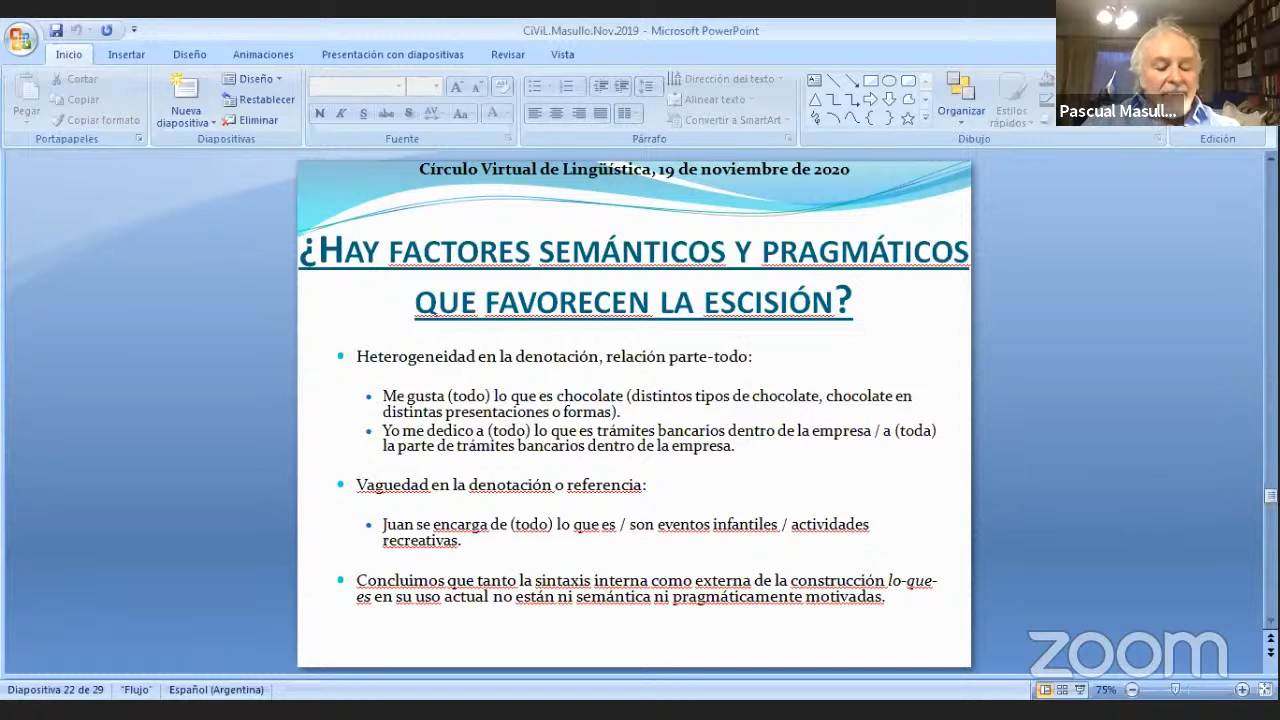 CiViL.Masullo.Nov.2019 - Microsoft PowerPoint
Inicio Insertar Diseño Animaciones Presentación con diapositivas Revisar Vista
Pegar
Cortar
Copiar
Copiar formato
Portapapeles
Nueva diapositiva
Diseño
Restablecer
Eliminar
Diapositivas
N K S abc S AV Aa A
Fuente
Dirección del texto
Alinear texto
Convertir a SmartArt
Párrafo
Organizar
Estilos rápidos
Dibujo
Edición
Pascual Masull...
Círculo Virtual de Lingüística, 19 de noviembre de 2020
¿HAY FACTORES SEMÁNTICOS Y PRAGMÁTICOS
QUE FAVORECEN LA ESCISIÓN?
• Heterogeneidad en la denotación, relación parte-todo:
• Me gusta (todo) lo que es chocolate (distintos tipos de chocolate, chocolate en
distintas presentaciones o formas).
• Yo me dedico a (todo) lo que es trámites bancarios dentro de la empresa / a (toda)
la parte de trámites bancarios dentro de la empresa.
• Vaguedad en la denotación o referencia:
• Juan se encarga de (todo) lo que es / son eventos infantiles / actividades
recreativas.
• Concluimos que tanto la sintaxis interna como externa de la construcción lo-que-
es en su uso actual no están ni semántica ni pragmáticamente motivadas.
zoom
Diapositiva 22 de 29 "Flujo" Español (Argentina) 75%